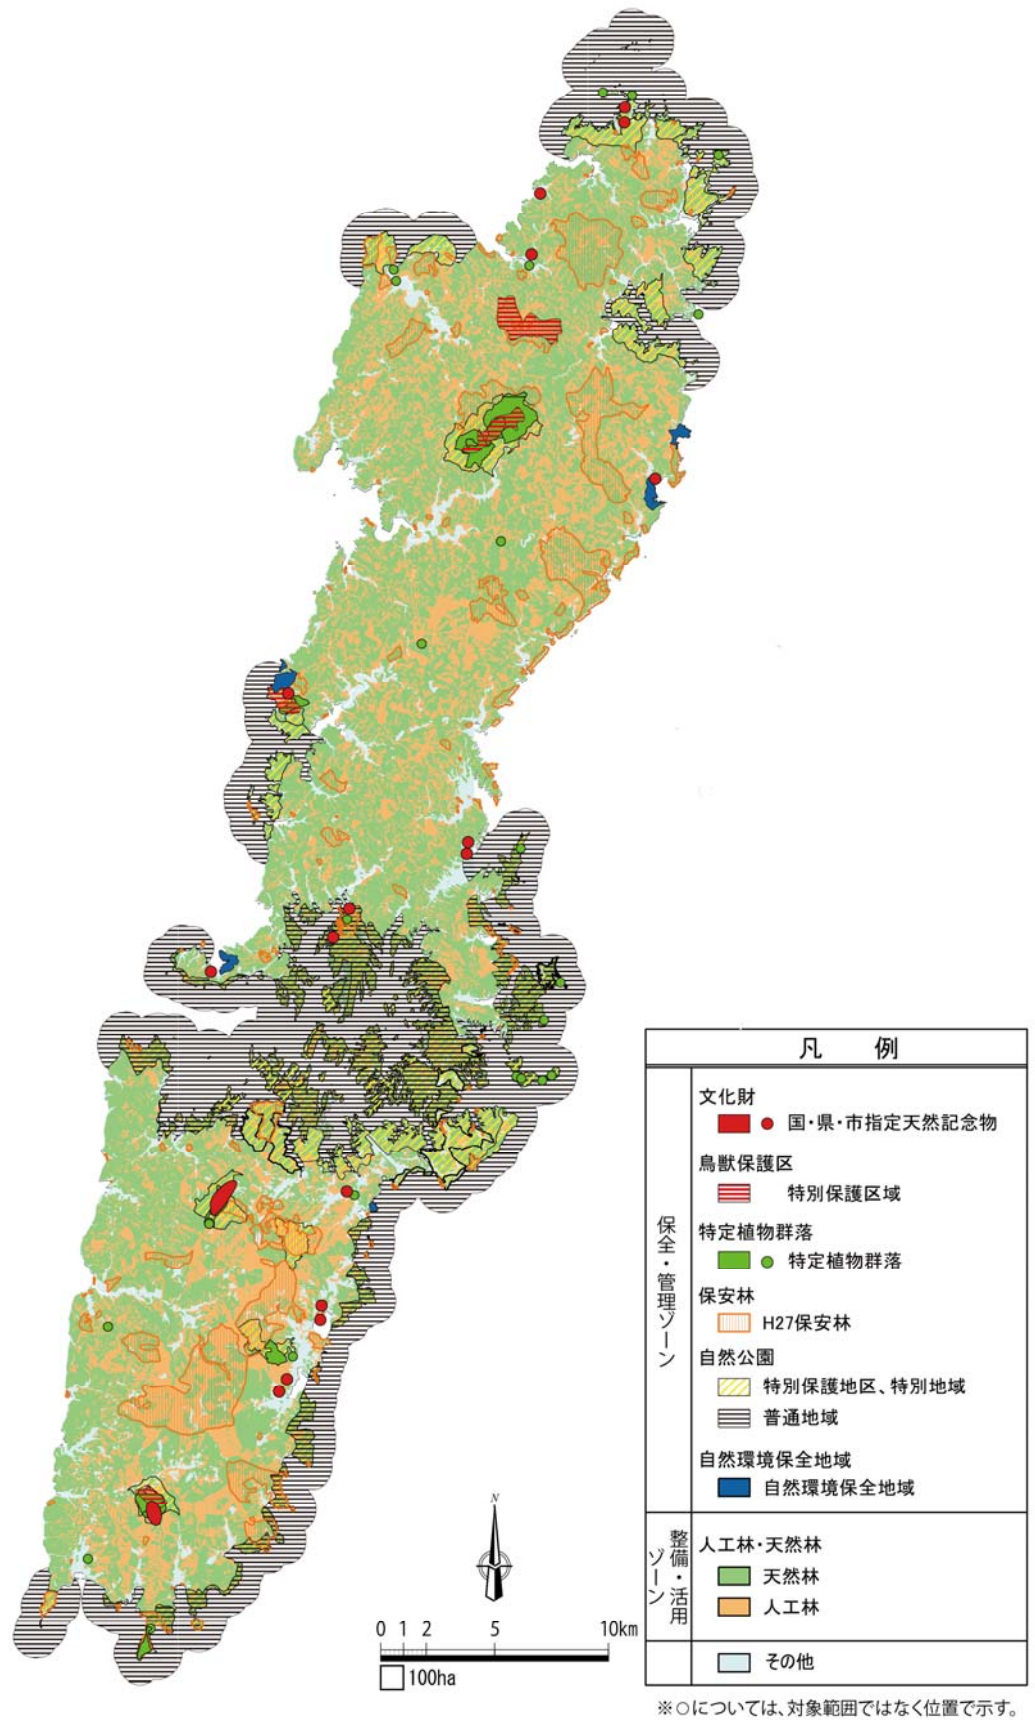 凡 例
保全・管理ゾーン
文化財
国・県・市指定天然記念物
鳥獣保護区
特別保護区域
特定植物群落
特定植物群落
保安林
H27保安林
自然公園
特別保護地区、特別地域
普通地域
自然環境保全地域
自然環境保全地域
整備・活用ゾーン
人工林・天然林
天然林
人工林
その他
N
0 1 2 5 10km
100ha
※○については、対象範囲ではなく位置で示す。